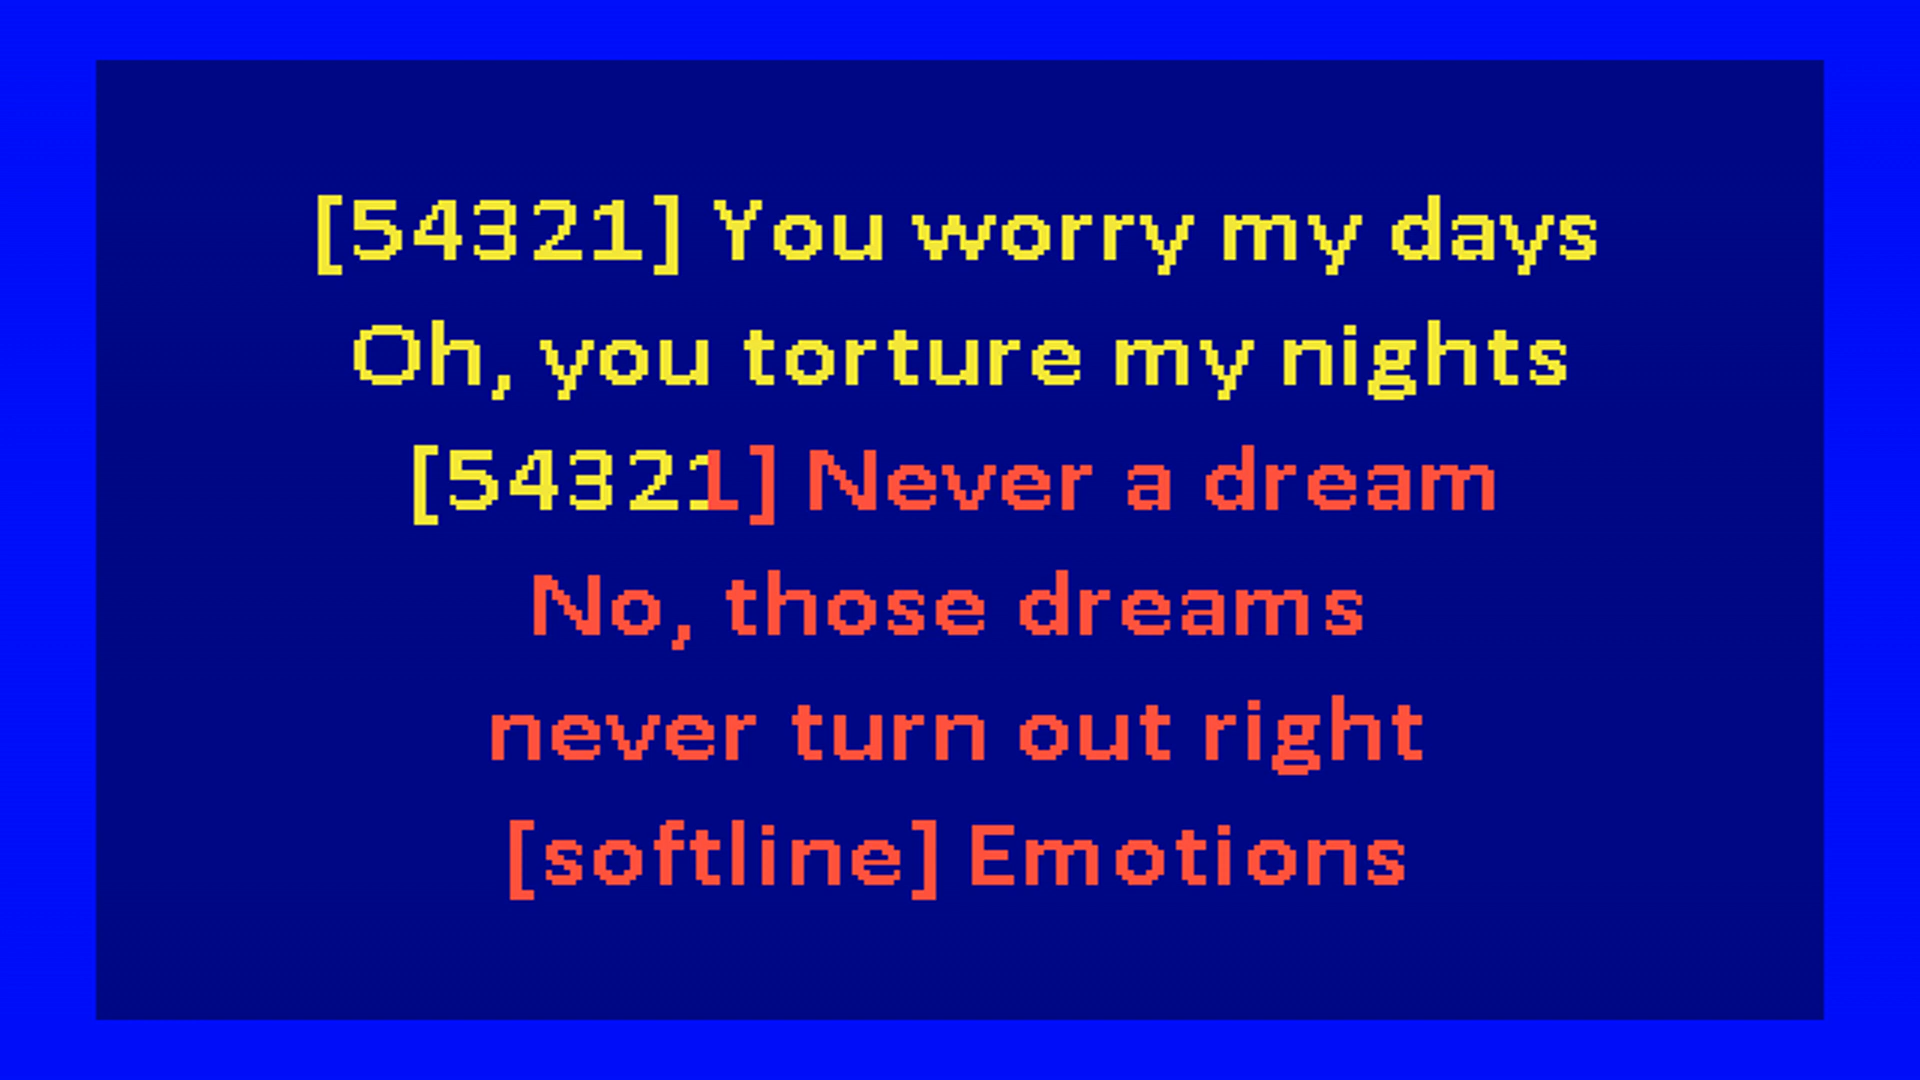 [54321] You worry my days
Oh, you torture my nights
[54321] Never a dream
No, those dreams
never turn out right
[softline] Emotions